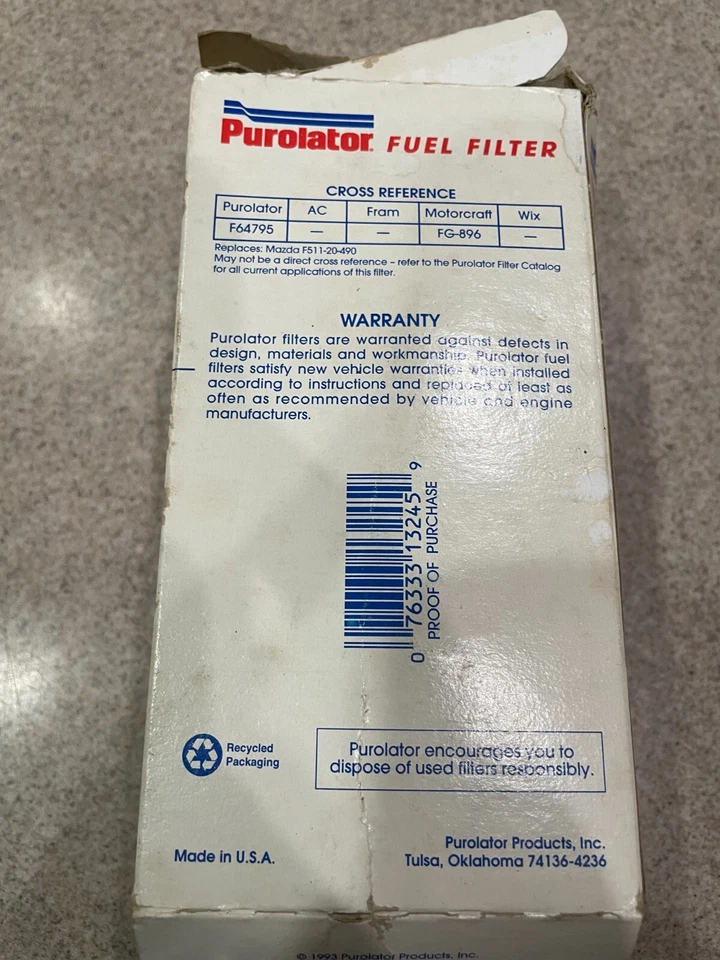 Purolator FUEL FILTER
CROSS REFERENCE
Purolator AC Fram Motorcraft Wix
F64795 — — FG-896 —
Replaces: Mazda F511-20-490
May not be a direct cross reference – refer to the Purolator Filter Catalog
for all current applications of this filter.
WARRANTY
Purolator filters are warranted against defects in
design, materials and workmanship. Purolator fuel
filters satisfy new vehicle warranties when installed
according to instructions and replaced at least as
often as recommended by vehicle and engine
manufacturers.
0 76333 13245 9
PROOF OF PURCHASE
Recycled
Packaging
Purolator encourages you to
dispose of used filters responsibly.
Made in U.S.A.
Purolator Products, Inc.
Tulsa, Oklahoma 74136-4236
© 1993 Purolator Products, Inc.